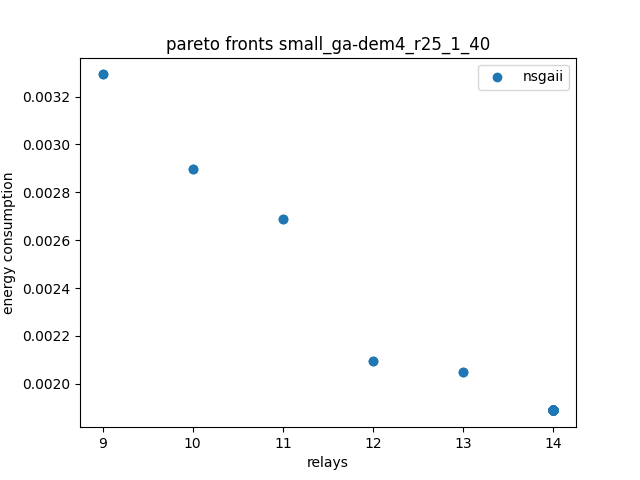 pareto fronts small_ga-dem4_r25_1_40
nsgaii
energy consumption
0.0032
0.0030
0.0028
0.0026
0.0024
0.0022
0.0020
9 10 11 12 13 14
relays